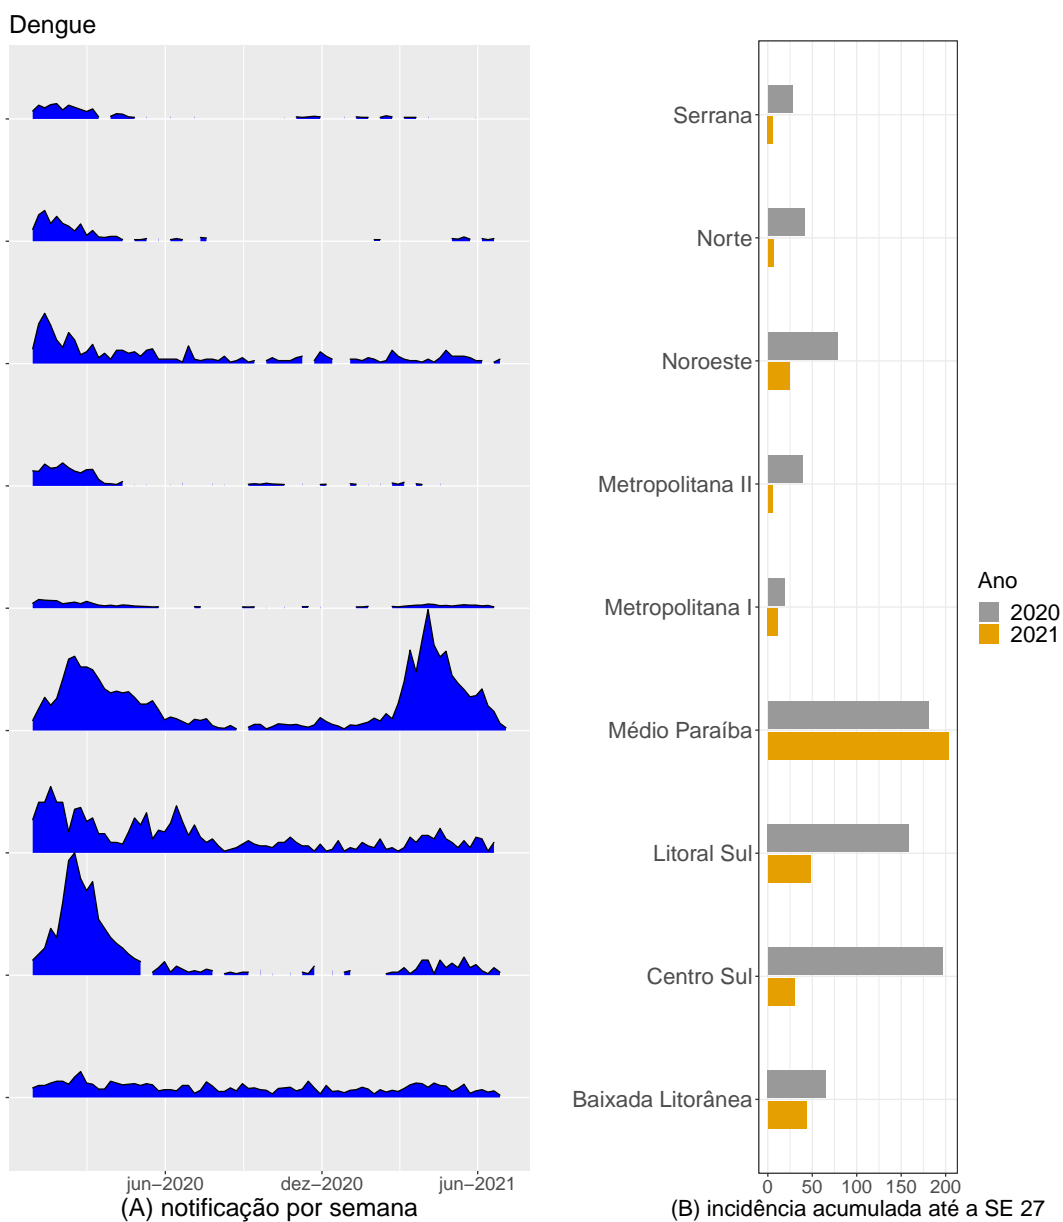 Dengue
Serrana
Norte
Noroeste
Metropolitana II
Metropolitana I
Médio Paraíba
Litoral Sul
Centro Sul
Baixada Litorânea
Ano
2020
2021
jun−2020 dez−2020 jun−2021
0 50 100 150 200
(A) notificação por semana
(B) incidência acumulada até a SE 27